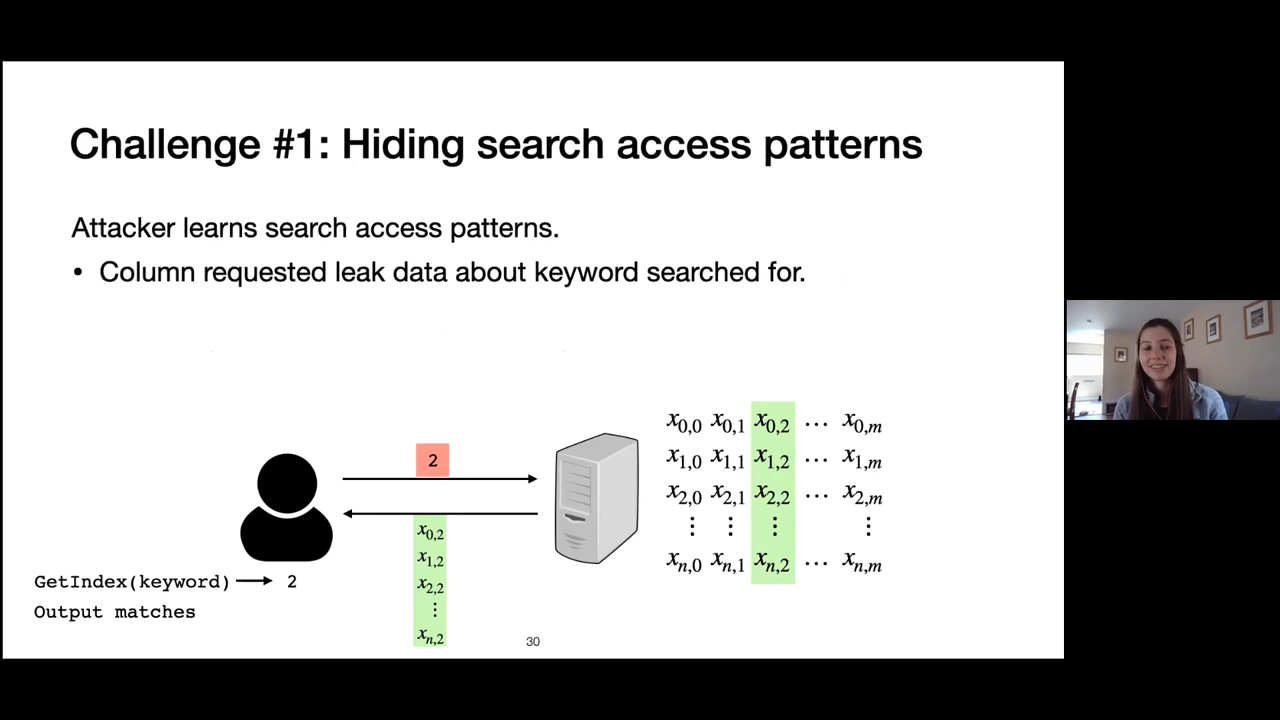 Challenge #1: Hiding search access patterns
Attacker learns search access patterns.
• Column requested leak data about keyword searched for.
2
x0,2
x1,2
x2,2
⋮
xn,2
GetIndex(keyword) → 2
Output matches
x0,0 x0,1 x0,2 ⋯ x0,m
x1,0 x1,1 x1,2 ⋯ x1,m
x2,0 x2,1 x2,2 ⋯ x2,m
⋮ ⋮ ⋮ ⋮
xn,0 xn,1 xn,2 ⋯ xn,m
30